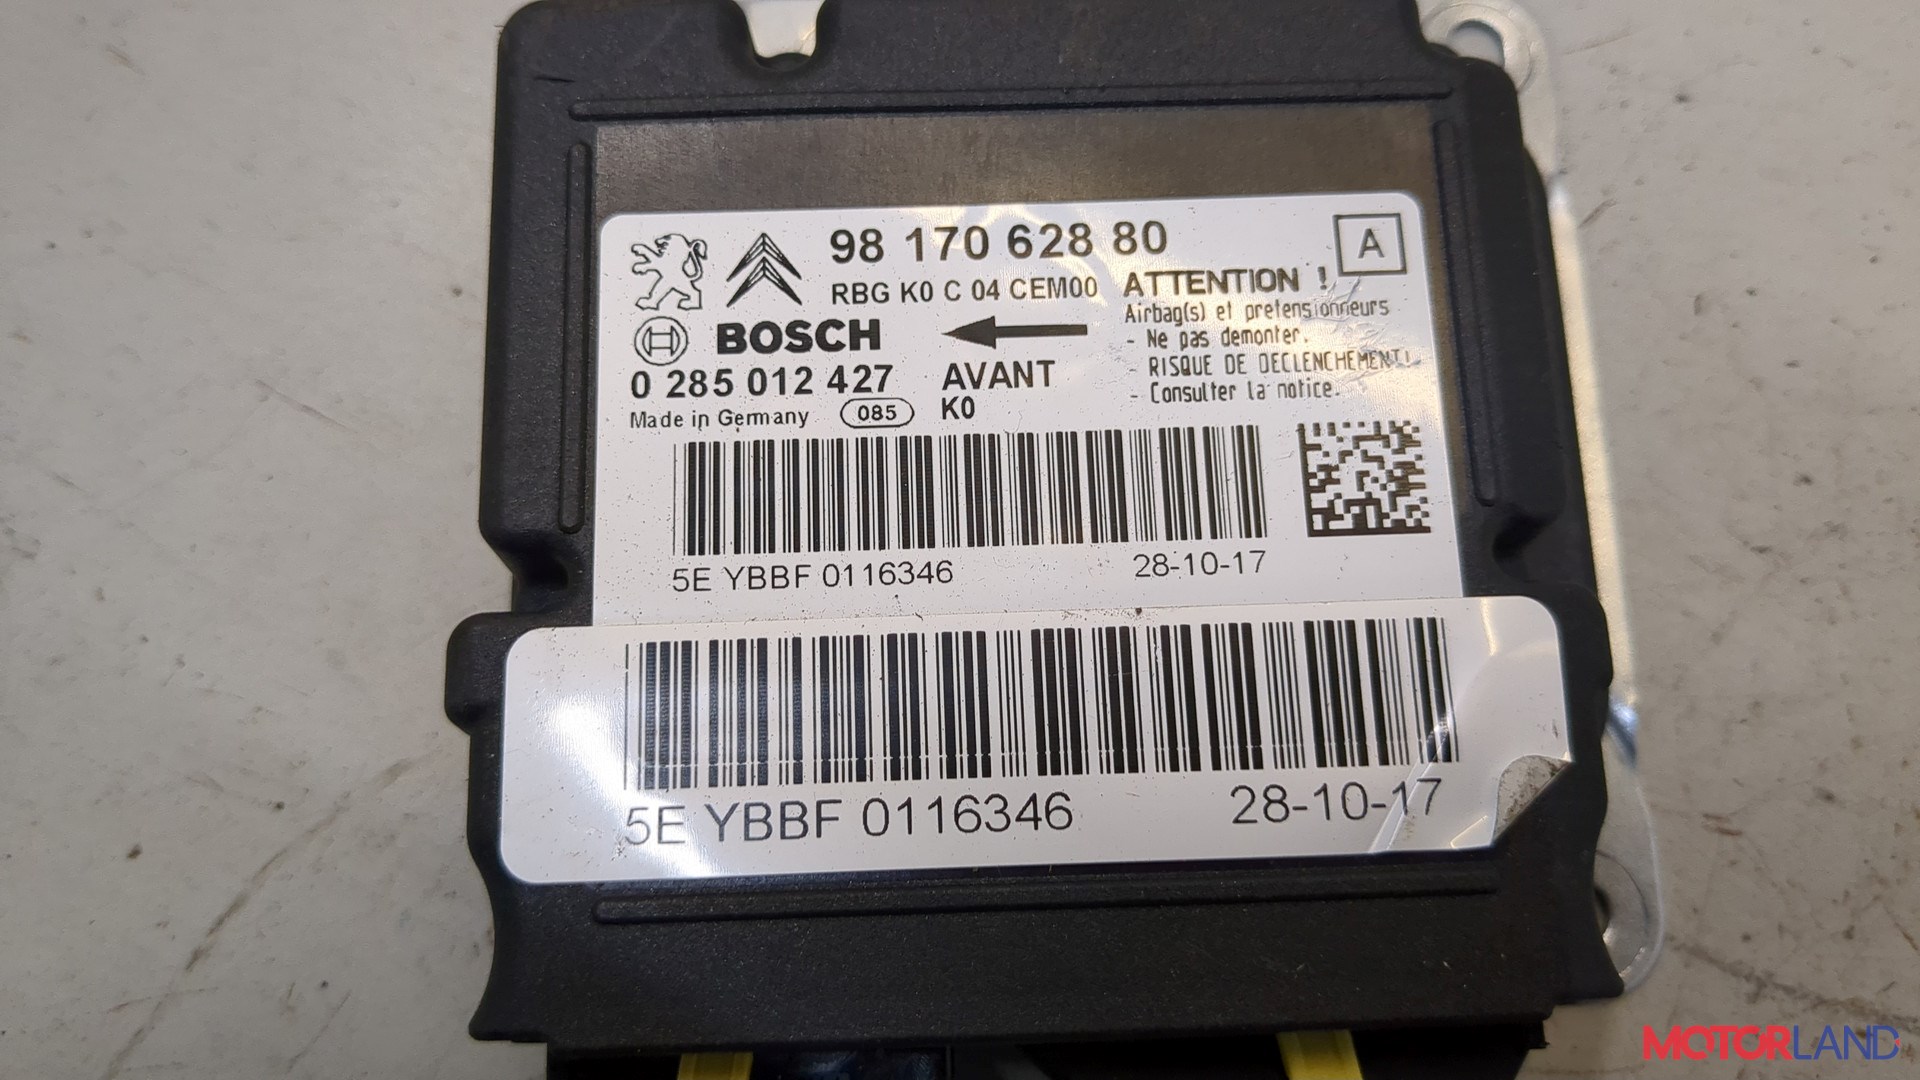 98 170 628 80
A
RBG K0 C 04 CEM00
ATTENTION !
Airbag(s) et pretensionneurs
- Ne pas demonter.
- RISQUE DE DECLENCHEMENT!
- Consulter la notice.
BOSCH
0 285 012 427
AVANT
Made in Germany
085
K0
5E YBBF 0116346
28-10-17
5E YBBF 0116346
28-10-17
MOTORLAND